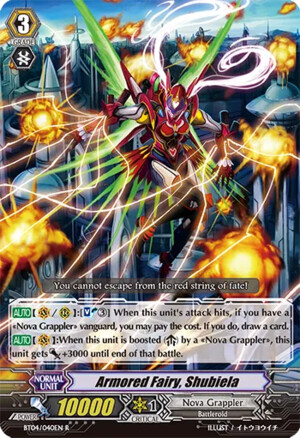 3
GRADE
You cannot escape from the red string of fate!
AUTO [ / ]:[V 3] When this unit's attack hits, if you have a
«Nova Grappler» vanguard, you may pay the cost. If you do, draw a card.
AUTO [ ]:When this unit is boosted ( ) by a «Nova Grappler», this
unit gets +3000 until end of that battle.
NORMAL UNIT
Armored Fairy, Shubiela
POWER 10000
1
CRITICAL
Nova Grappler
Battleroid
BT04/040EN R
ILLUST / イトウヨウイチ